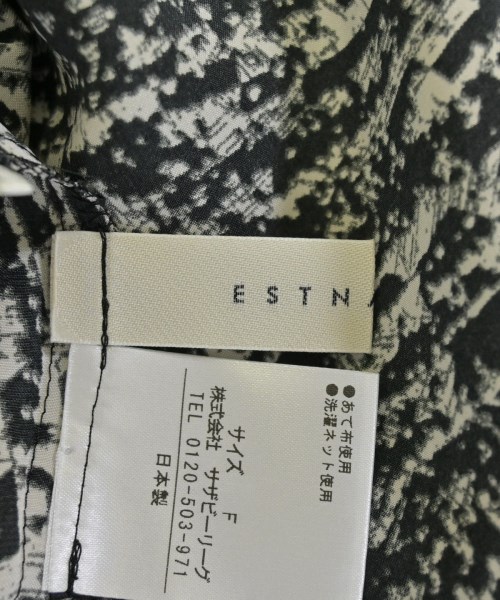 ESTNA
●あて布使用
●洗濯ネット使用
サイズ F
株式会社 サザビーリーグ
TEL 0120-503-971
日本製